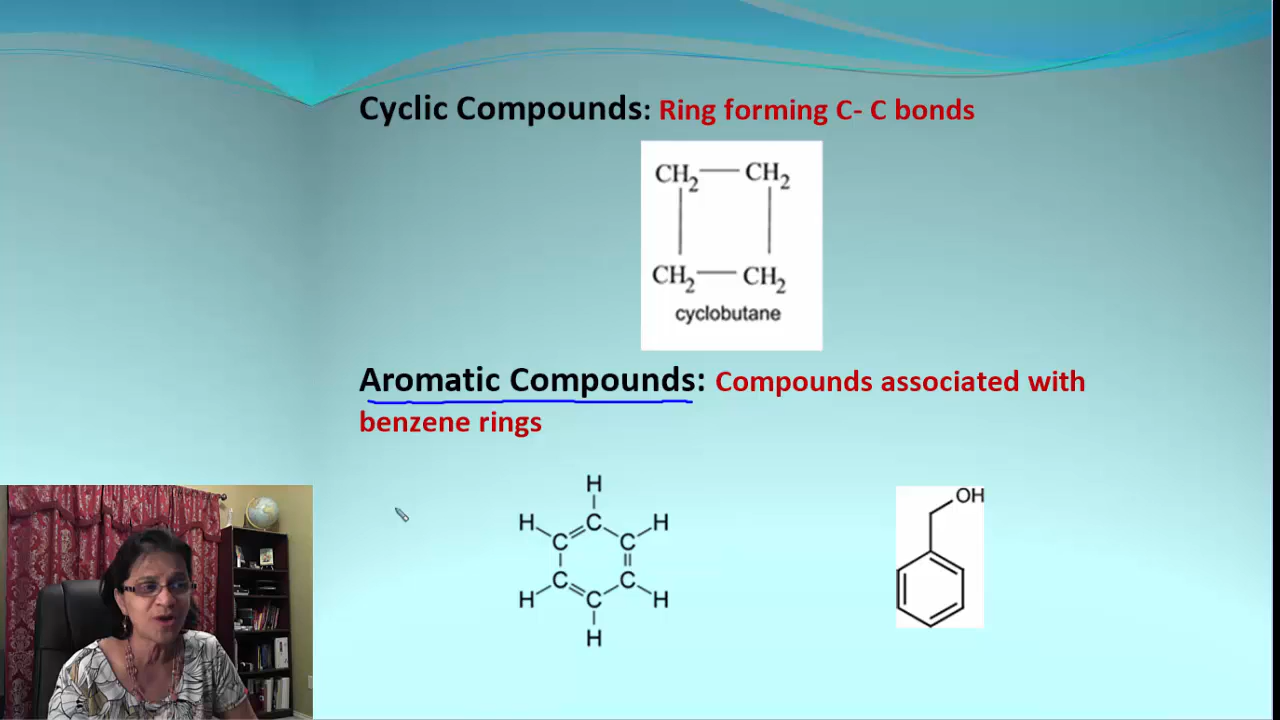 Cyclic Compounds: Ring forming C- C bonds
CH2 CH2
CH2 CH2
cyclobutane
Aromatic Compounds: Compounds associated with
benzene rings
H
OH
H C H
C C
C C
H C H
H